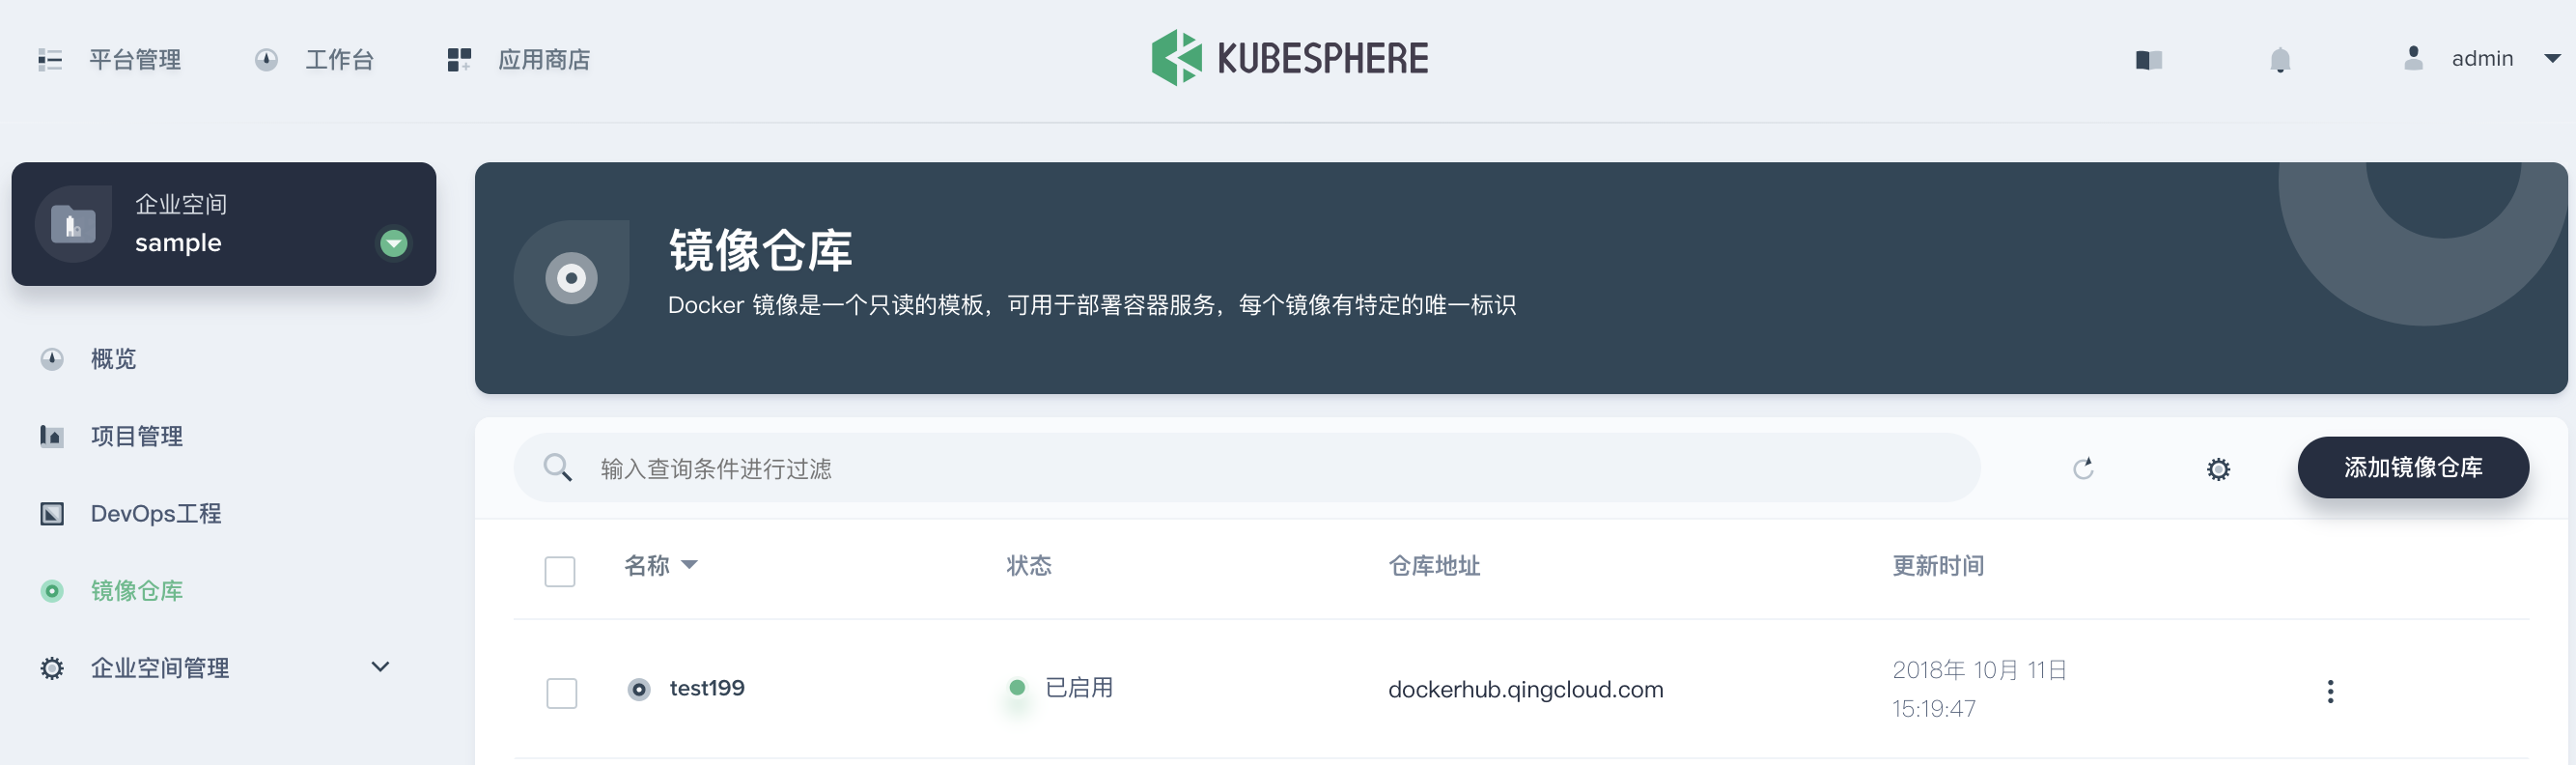 平台管理 工作台 应用商店 KUBESPHERE admin
企业空间
sample
概览
项目管理
DevOps工程
镜像仓库
企业空间管理
镜像仓库
Docker 镜像是一个只读的模板，可用于部署容器服务，每个镜像有特定的唯一标识
输入查询条件进行过滤 添加镜像仓库
名称 状态 仓库地址 更新时间
test199 已启用 dockerhub.qingcloud.com 2018年 10月 11日
15:19:47